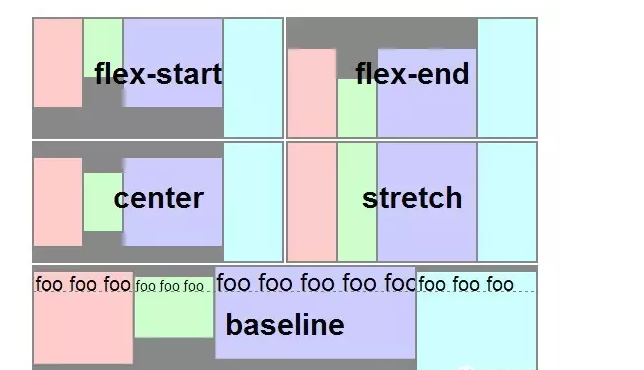 flex-start
flex-end
center
stretch
foo foo foo
foo foo foo
foo foo foo foo foo
foo foo foo
baseline